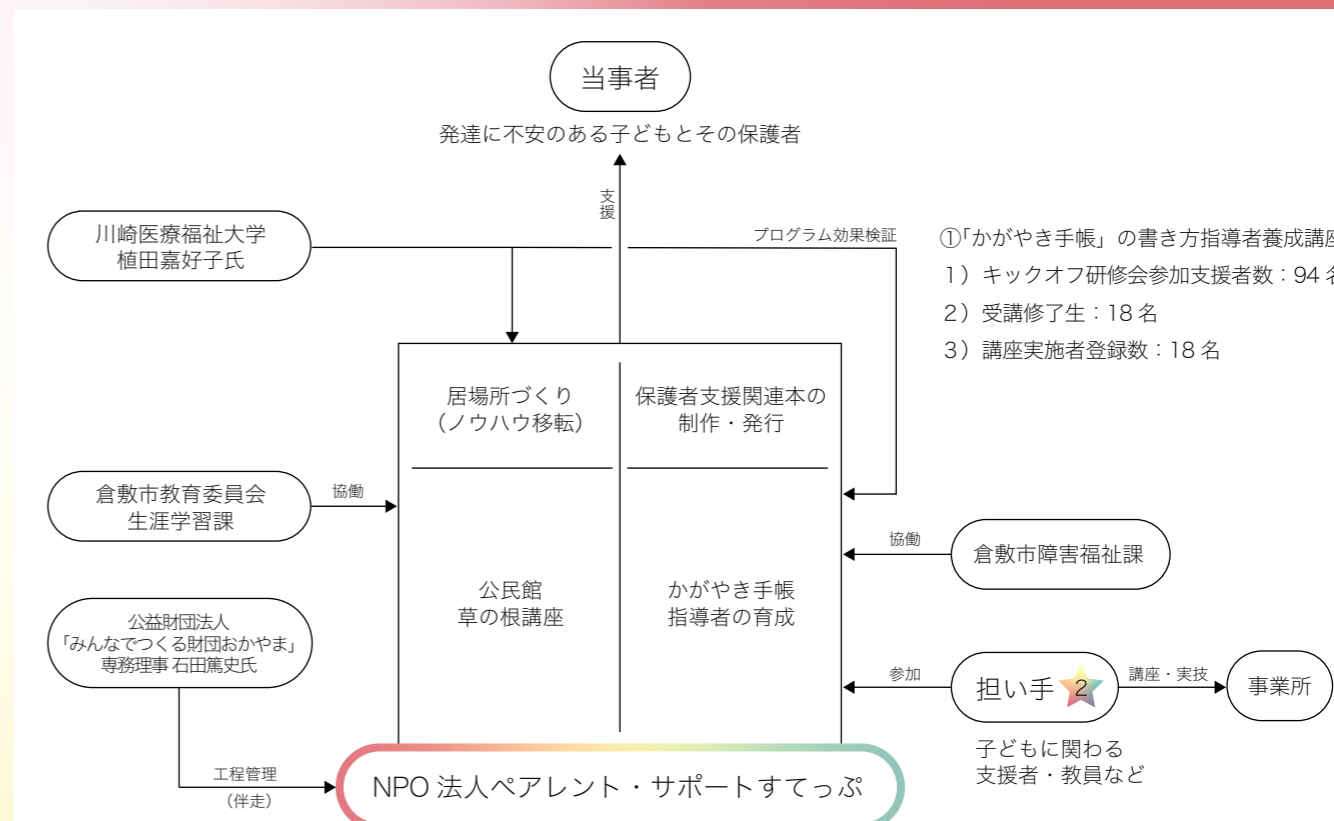 当事者
発達に不安のある子どもとその保護者
支援
川崎医療福祉大学
植田嘉好子氏
プログラム効果検証
①「かがやき手帳」の書き方指導者養成講座
1）キックオフ研修会参加支援者数：94 名
2）受講修了生：18 名
3）講座実施者登録数：18 名
居場所づくり
（ノウハウ移転）
保護者支援関連本の
制作・発行
倉敷市教育委員会
生涯学習課
協働
協働
倉敷市障害福祉課
公民館
草の根講座
かがやき手帳
指導者の育成
公益財団法人
「みんなでつくる財団おかやま」
専務理事 石田篤史氏
参加
担い手 2
講座・実技
事業所
子どもに関わる
支援者・教員など
工程管理
（伴走）
NPO 法人ペアレント・サポートすてっぷ